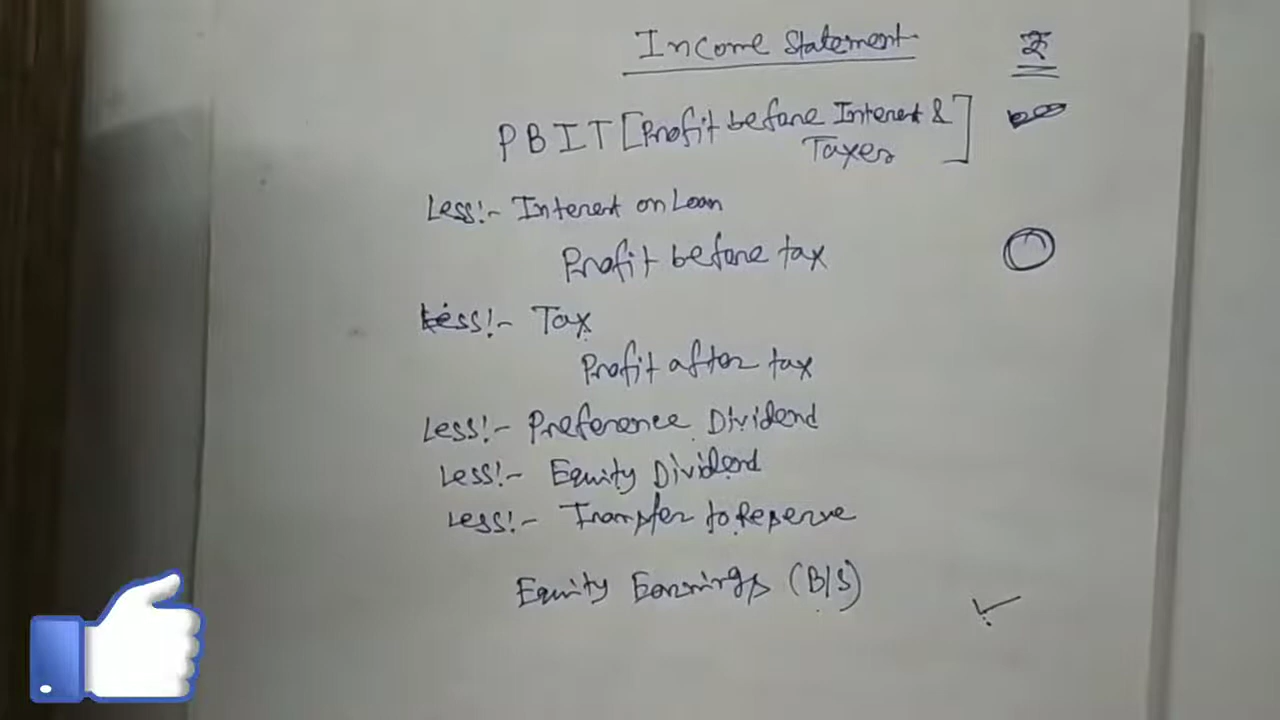 Income Statement ₹
PBIT [Profit before Interest &
Taxes]
Less:- Interest on Loan
Profit before tax
Less:- Tax
Profit after tax
Less:- Preference Dividend
Less:- Equity Dividend
Less:- Transfer to Reserve
Equity Earnings (B/S)